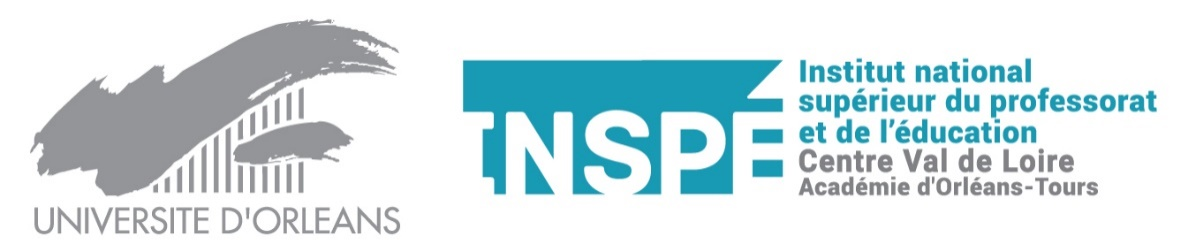 UNIVERSITE D'ORLEANS
INSPÉ
Institut national
supérieur du professorat
et de l'éducation
Centre Val de Loire
Académie d'Orléans-Tours